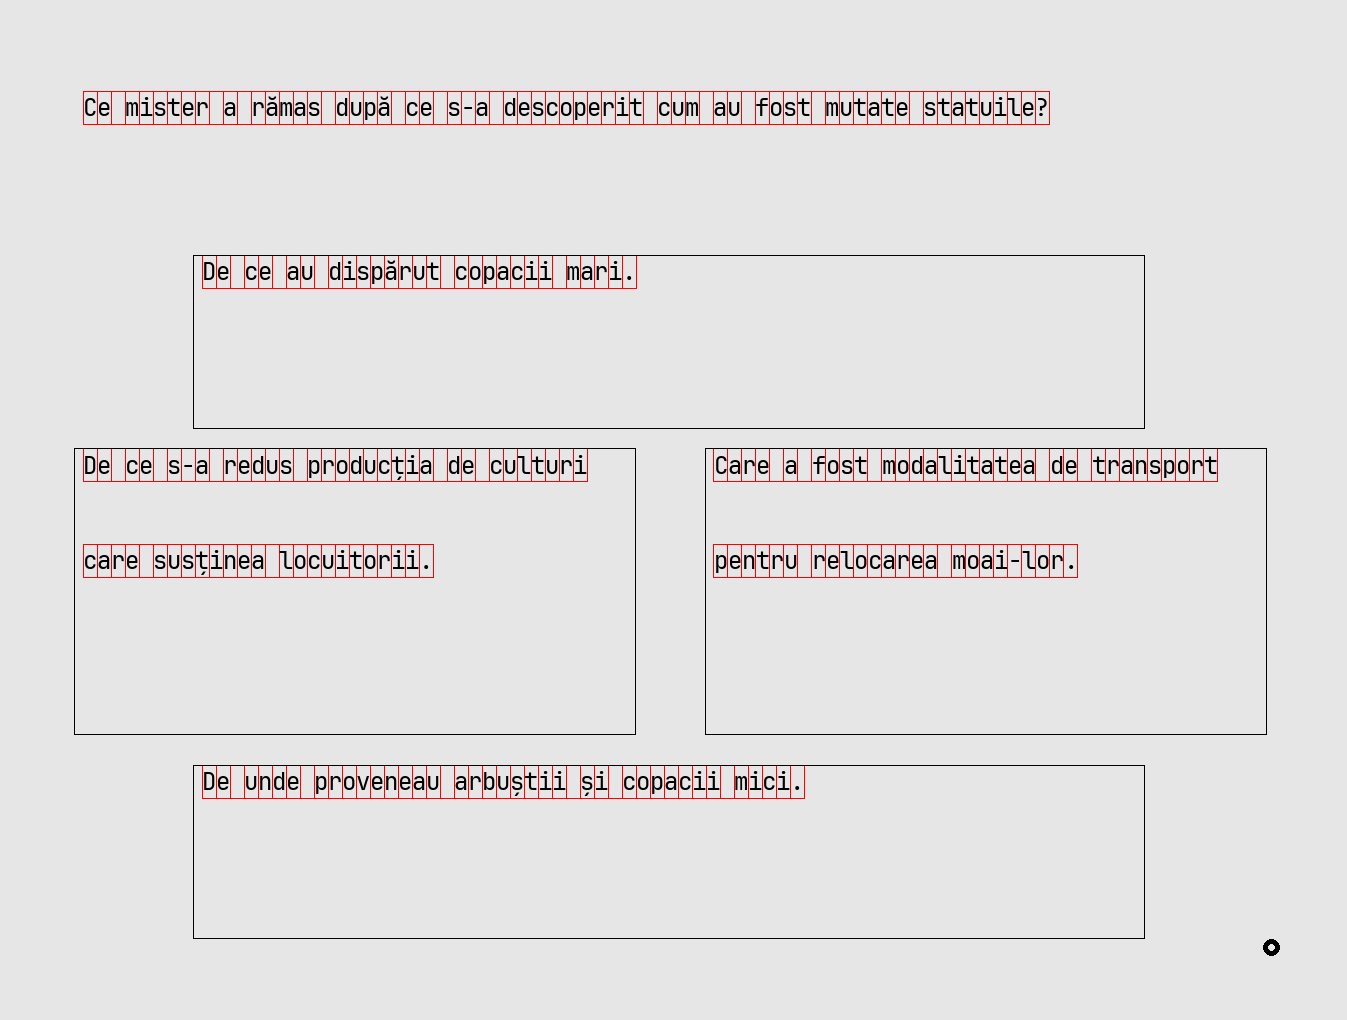 Ce mister a rămas după ce s-a descoperit cum au fost mutate statuile?
De ce au dispărut copacii mari.
De ce s-a redus producția de culturi
care susținea locuitorii.
Care a fost modalitatea de transport
pentru relocarea moai-lor.
De unde proveneau arbuștii și copacii mici.